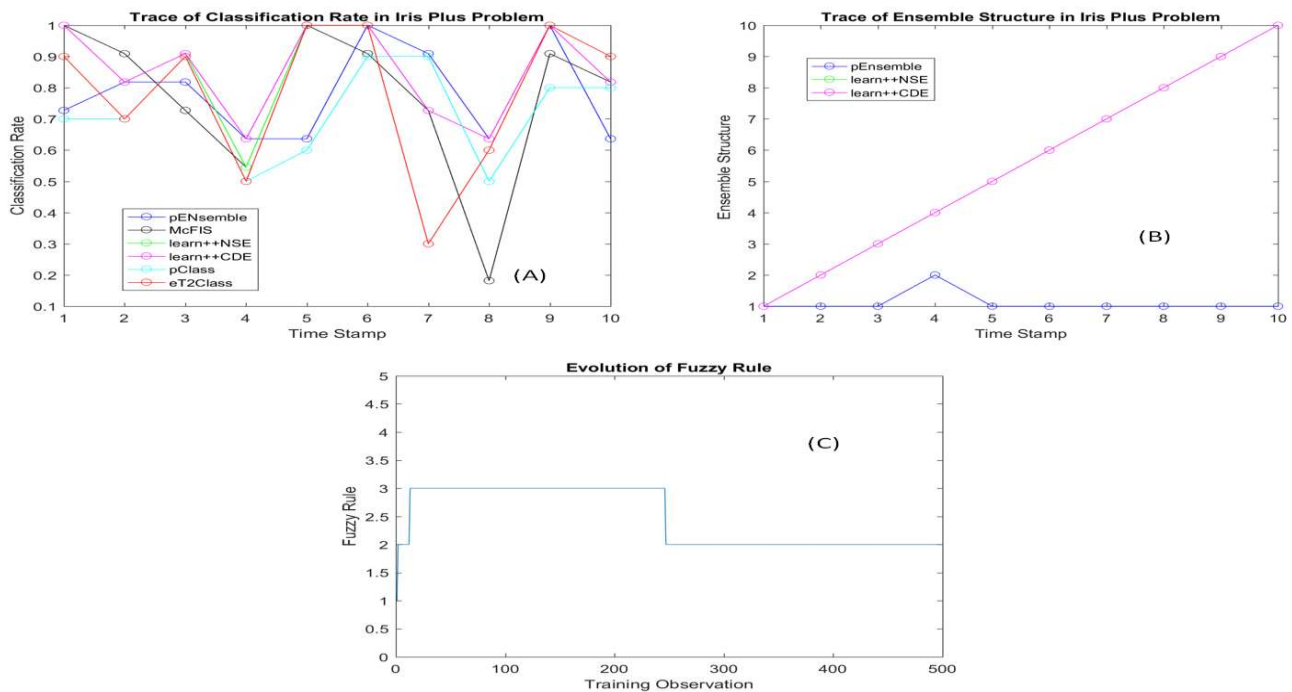 Trace of Classification Rate in Iris Plus Problem
1
0.9
0.8
0.7
0.6
0.5
0.4
0.3
0.2
0.1
Classification Rate
pENsemble
McFIS
learn++NSE
learn++CDE
pClass
eT2Class
(A)
1 2 3 4 5 6 7 8 9 10
Time Stamp
Trace of Ensemble Structure in Iris Plus Problem
10
9
8
7
6
5
4
3
2
1
Ensemble Structure
pEnsemble
learn++NSE
learn++CDE
(B)
1 2 3 4 5 6 7 8 9 10
Time Stamp
Evolution of Fuzzy Rule
5
4.5
4
3.5
3
2.5
2
1.5
1
0.5
0
Fuzzy Rule
(C)
0 100 200 300 400 500
Training Observation